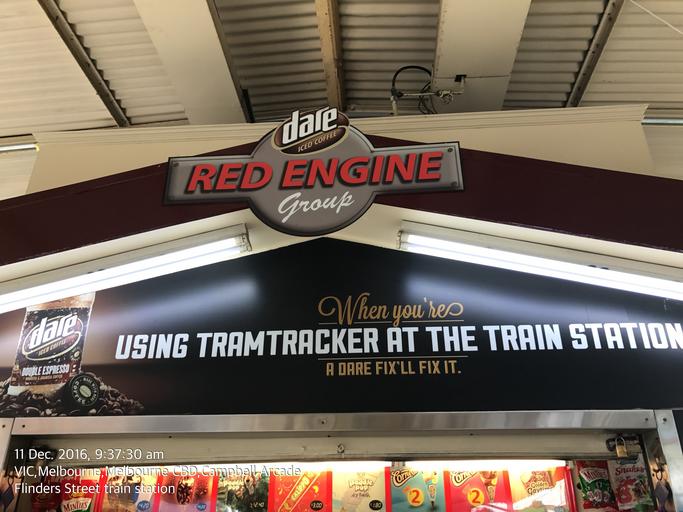 dare
ICED COFFEE
RED ENGINE
Group
When you're
USING TRAMTRACKER AT THE TRAIN STATION
A DARE FIX'LL FIX IT.
dare
ICED COFFEE
DOUBLE ESPRESSO
11 Dec. 2016, 9:37:30 am
VIC,Melbourne,Melbourne CBD,Campbell Arcade
Flinders Street train station